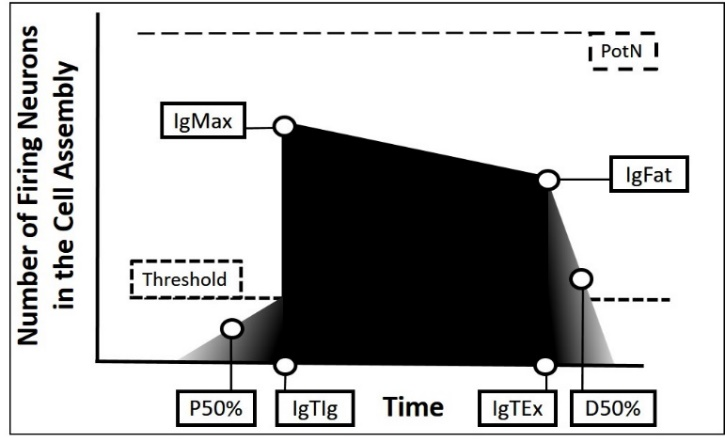 Number of Firing Neurons
in the Cell Assembly
PotN
IgMax
IgFat
Threshold
P50%
IgTIg
Time
IgTEx
D50%